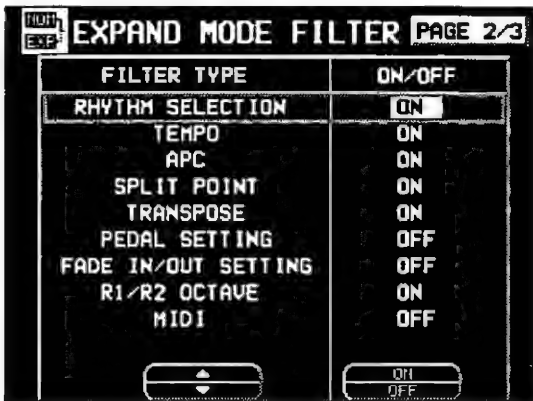 NUM EXP EXPAND MODE FILTER PAGE 2/3
FILTER TYPE ON/OFF
RHYTHM SELECTION ON
TEMPO ON
APC ON
SPLIT POINT ON
TRANSPOSE ON
PEDAL SETTING OFF
FADE IN/OUT SETTING OFF
R1/R2 OCTAVE ON
MIDI OFF
ON
OFF